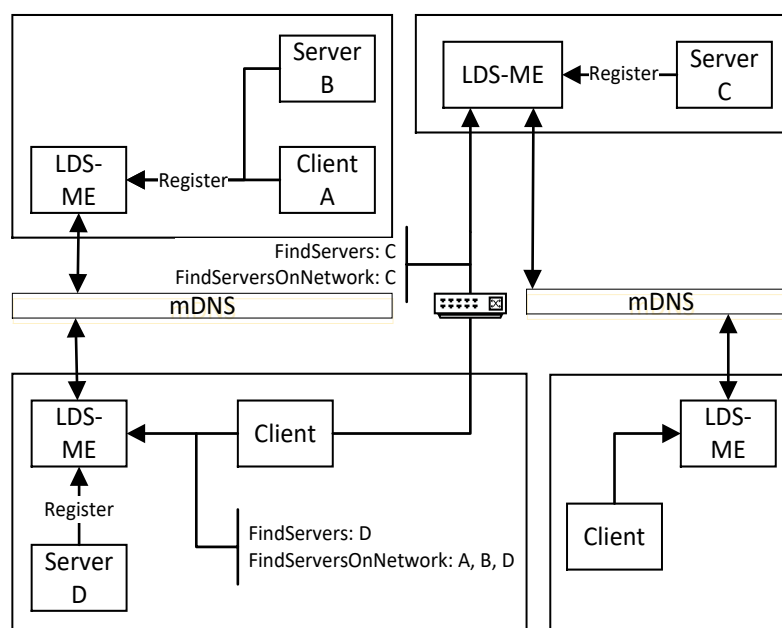 Server
B
LDS-
ME
Register
Client
A
LDS-ME
Register
Server
C
FindServers: C
FindServersOnNetwork: C
mDNS
mDNS
LDS-
ME
Client
Register
Server
D
FindServers: D
FindServersOnNetwork: A, B, D
LDS-
ME
Client